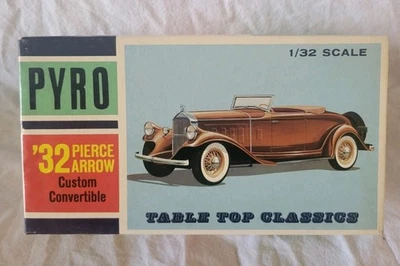 PYRO
1/32 SCALE
'32 PIERCE
ARROW
Custom
Convertible
TABLE TOP CLASSICS